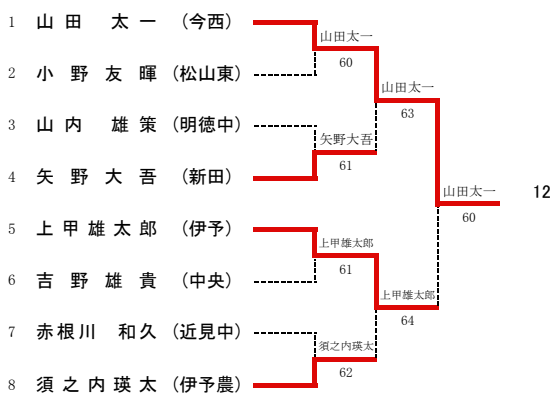 1 山田 太一 (今西)
山田太一
60
2 小野友暉 (松山東)
山田太一
63
3 山内 雄策 (明徳中)
矢野大吾
61
4 矢野大吾 (新田)
山田太一 12
60
5 上甲雄太郎 (伊予)
上甲雄太郎
61
6 吉野雄貴 (中央)
上甲雄太郎
64
7 赤根川 和久 (近見中)
須之内瑛太
62
8 須之内瑛太 (伊予農)